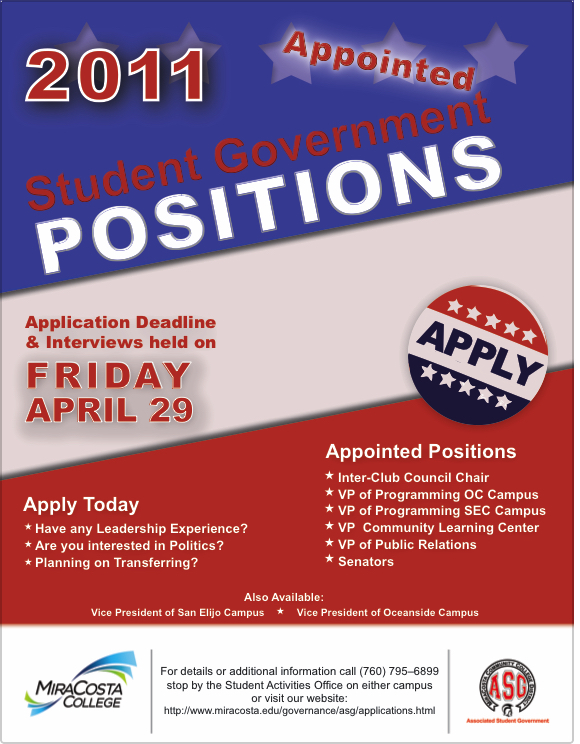 2011
Appointed
Student Government
POSITIONS
Application Deadline
& Interviews held on
FRIDAY
APRIL 29
APPLY
Appointed Positions
Inter-Club Council Chair
VP of Programming OC Campus
VP of Programming SEC Campus
VP Community Learning Center
VP of Public Relations
Senators
Apply Today
Have any Leadership Experience?
Are you interested in Politics?
Planning on Transferring?
Also Available:
Vice President of San Elijo Campus ★ Vice President of Oceanside Campus
MIRACOSTA
COLLEGE
For details or additional information call (760) 795–6899
stop by the Student Activities Office on either campus
or visit our website:
http://www.miracosta.edu/governance/asg/applications.html
MIRACOSTA COMMUNITY COLLEGE DISTRICT
ASG
Associated Student Government